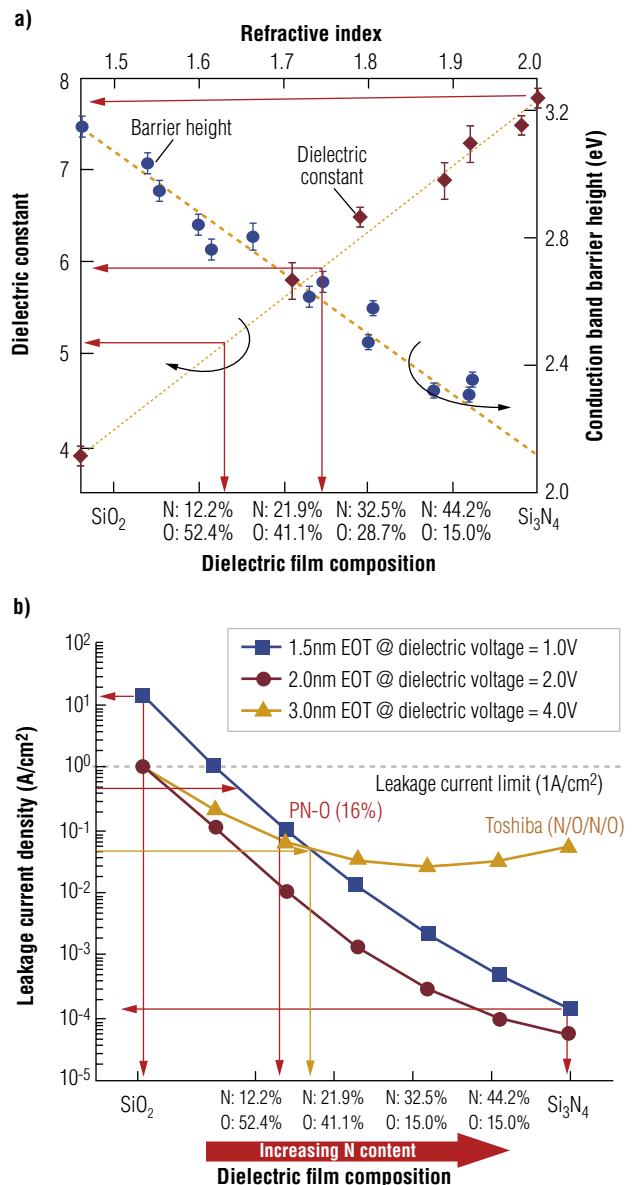 a)
Refractive index
1.5 1.6 1.7 1.8 1.9 2.0
8
7
6
5
4
Dielectric constant
Barrier height
Dielectric
constant
3.2
2.8
2.4
2.0
Conduction band barrier height (eV)
SiO2 N: 12.2% N: 21.9% N: 32.5% N: 44.2% Si3N4
O: 52.4% O: 41.1% O: 28.7% O: 15.0%
Dielectric film composition
b)
10^2
10^1
10^0
10^-1
10^-2
10^-3
10^-4
10^-5
Leakage current density (A/cm^2)
1.5nm EOT @ dielectric voltage = 1.0V
2.0nm EOT @ dielectric voltage = 2.0V
3.0nm EOT @ dielectric voltage = 4.0V
Leakage current limit (1A/cm^2)
PN-O (16%)
Toshiba (N/O/N/O)
SiO2 N: 12.2% N: 21.9% N: 32.5% N: 44.2% Si3N4
O: 52.4% O: 41.1% O: 15.0% O: 15.0%
Increasing N content
Dielectric film composition